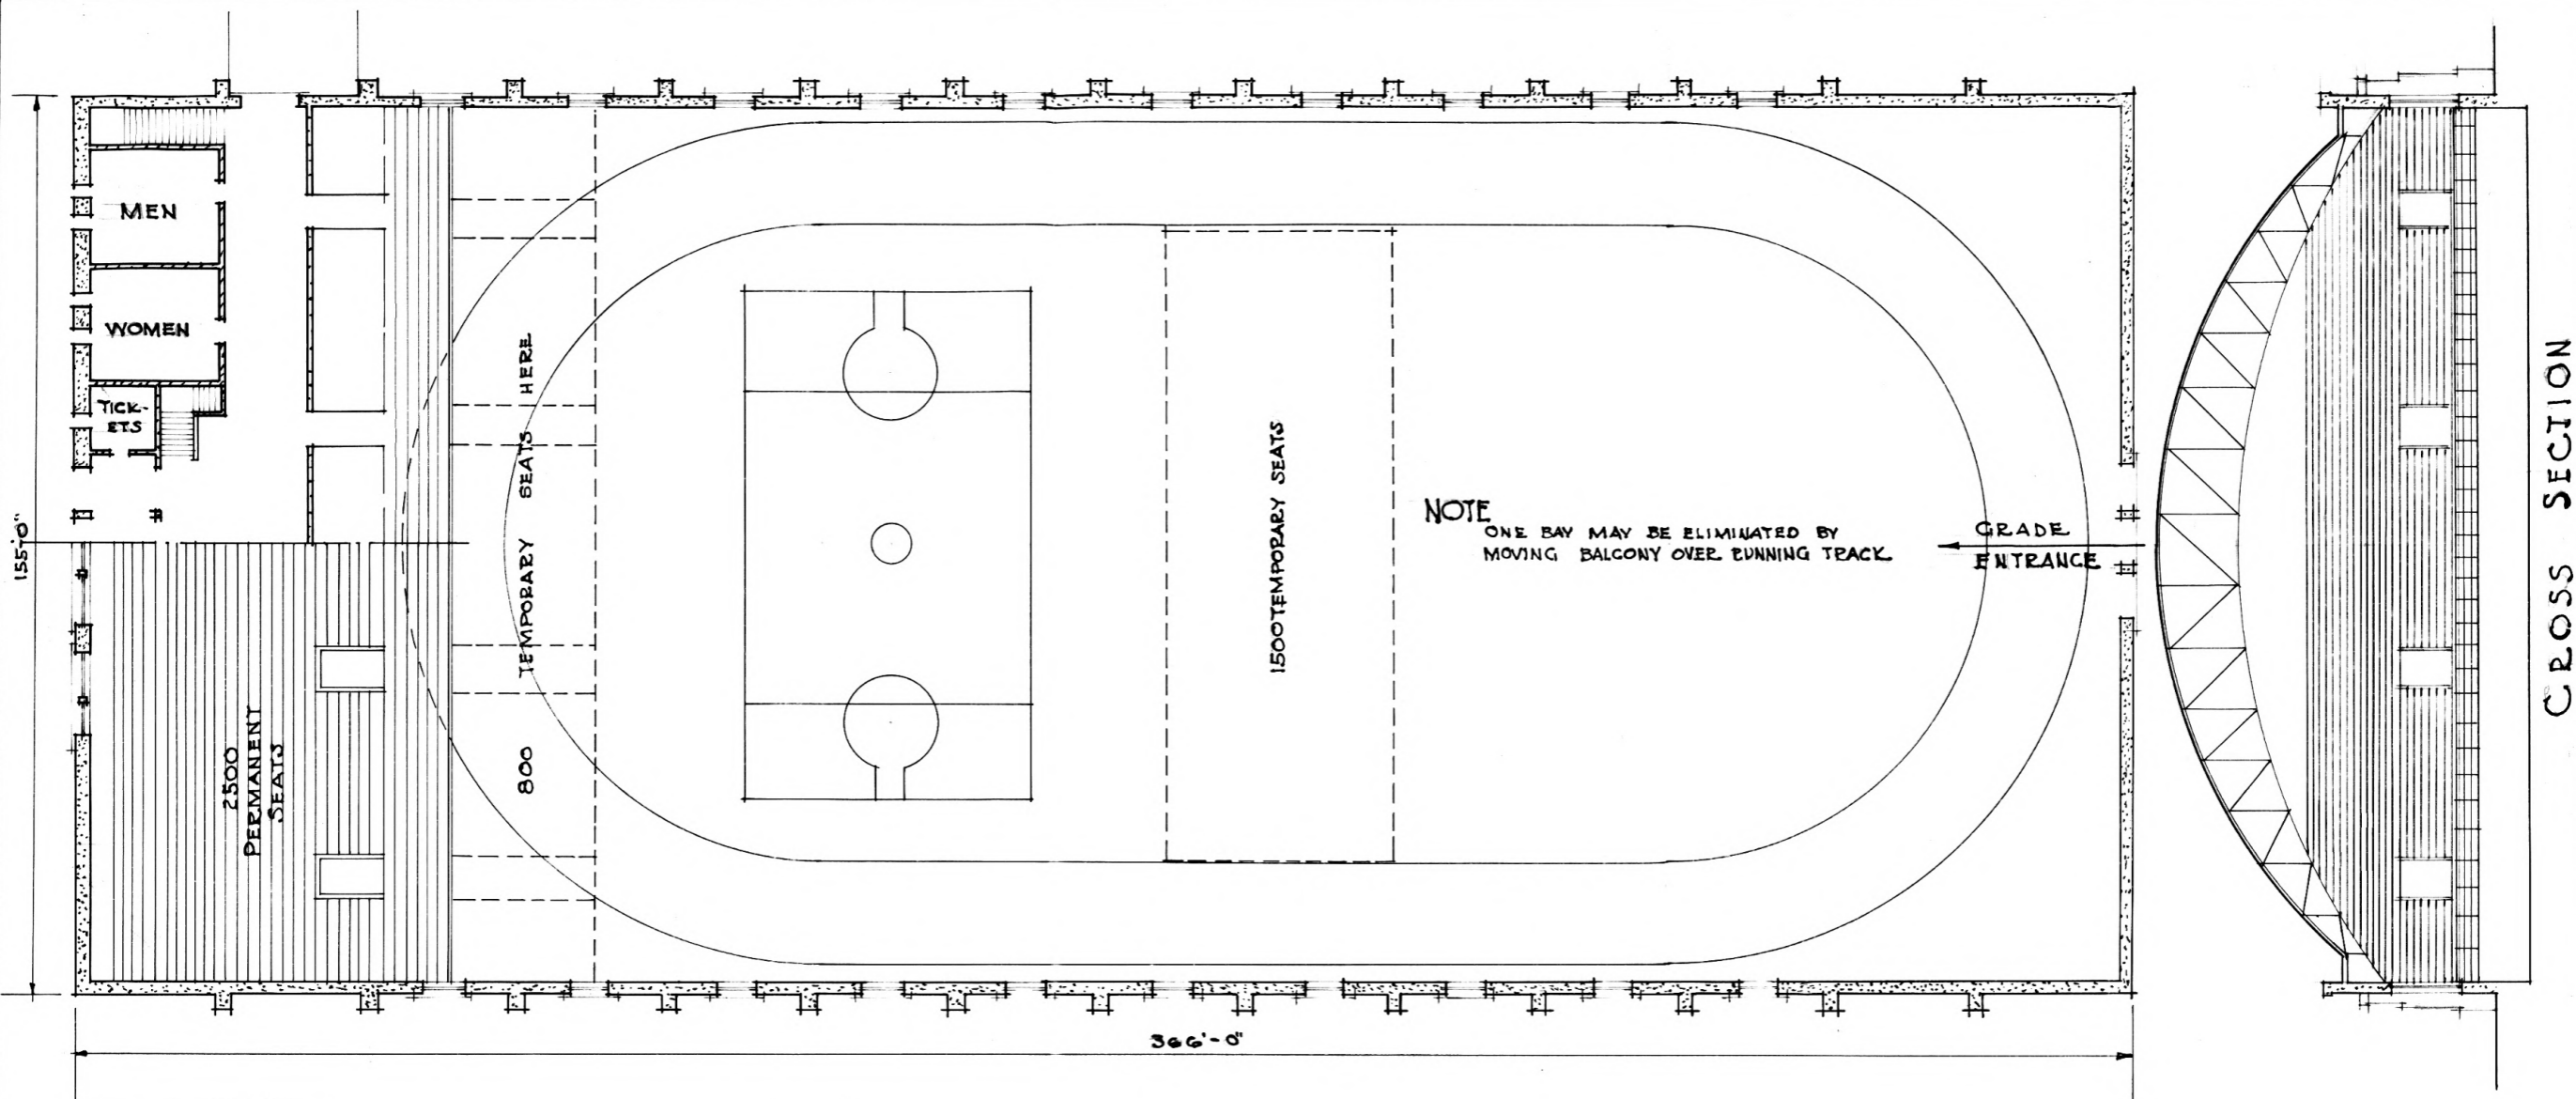 MEN
WOMEN
TICK-
ETS
155'-0"
2500
PERMANENT
SEATS
800 TEMPORARY SEATS HERE
1500 TEMPORARY SEATS
NOTE
ONE BAY MAY BE ELIMINATED BY
MOVING BALCONY OVER RUNNING TRACK
GRADE
ENTRANCE
366'-0"
CROSS SECTION